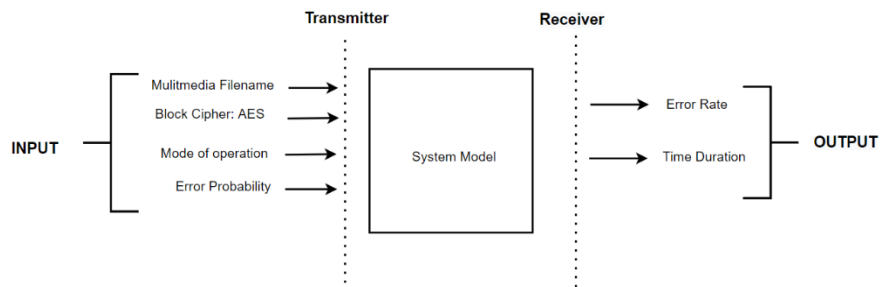 Transmitter
Receiver
Mulitmedia Filename
Block Cipher: AES
Mode of operation
Error Probability
INPUT
System Model
Error Rate
Time Duration
OUTPUT